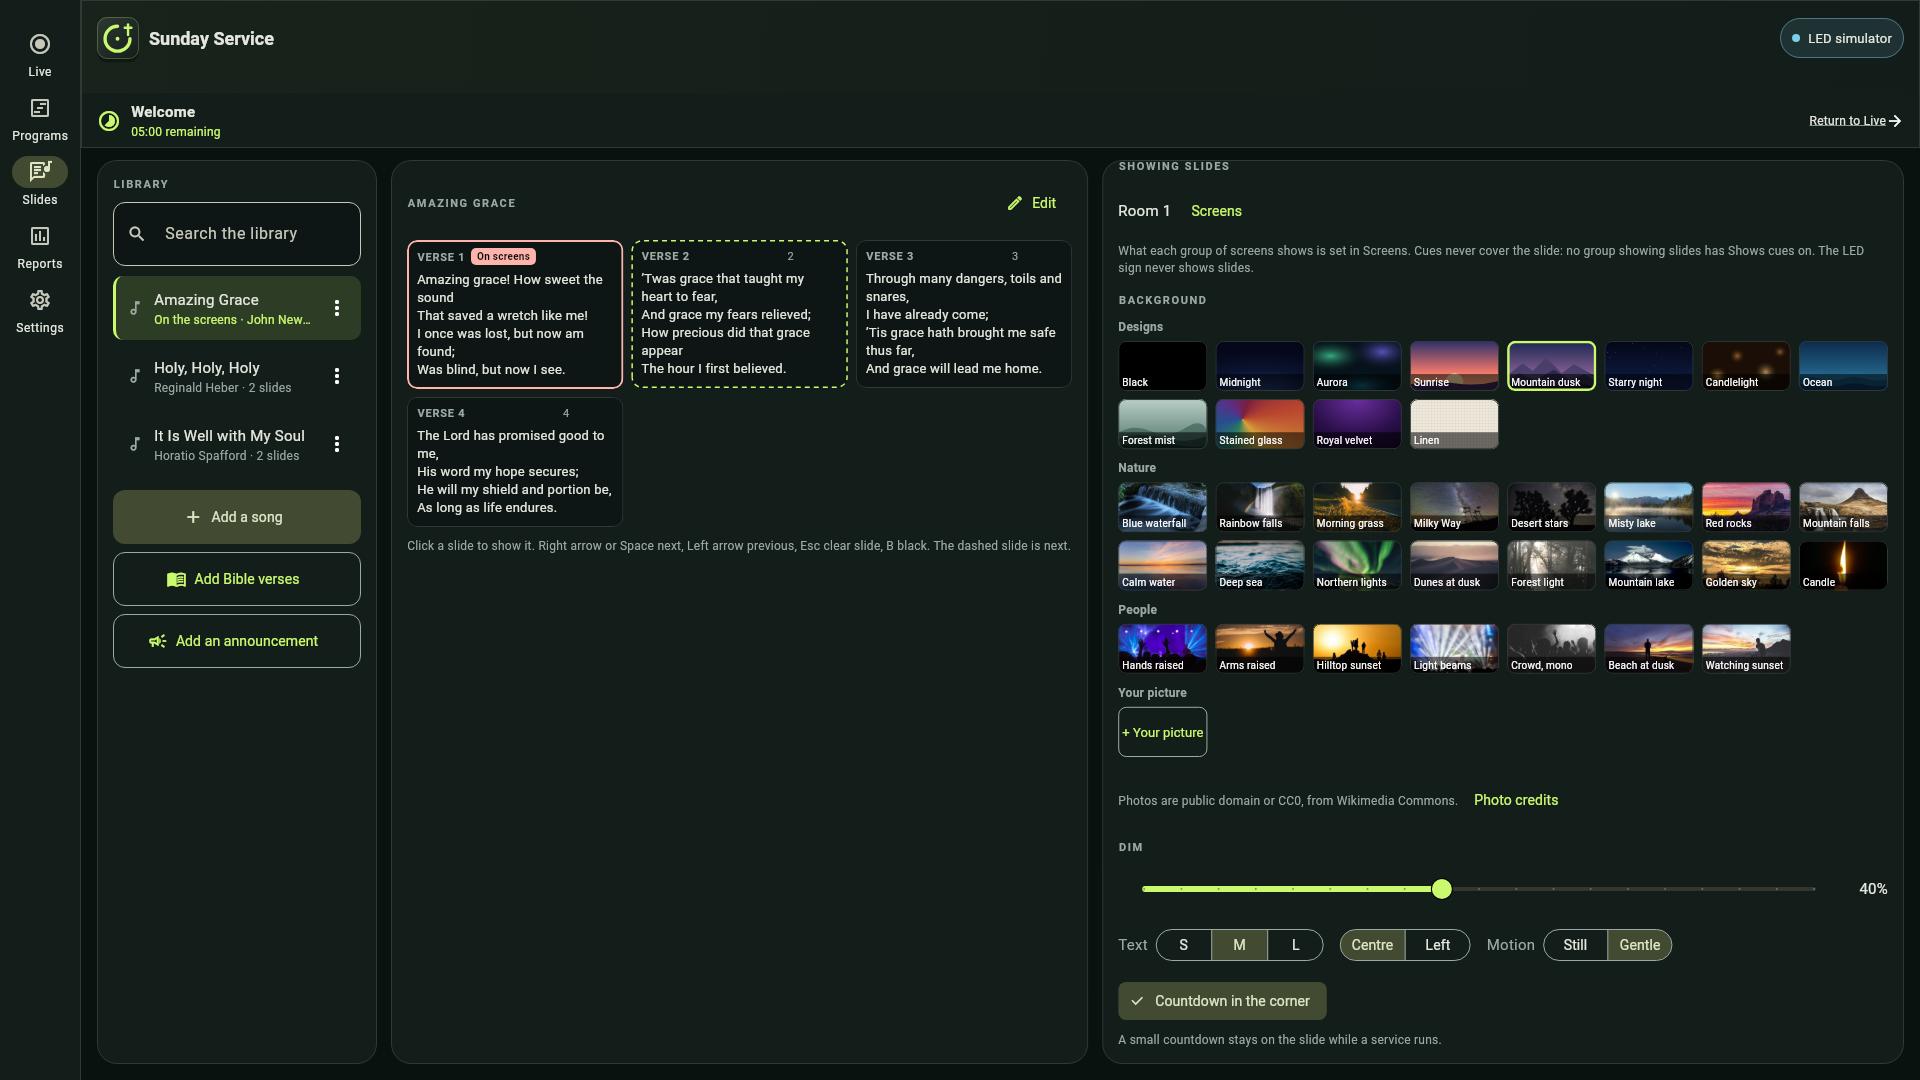 Sunday Service
LED simulator
Live
Programs
Slides
Reports
Settings
Welcome
05:00 remaining
Return to Live
LIBRARY
Search the library
Amazing Grace
On the screens · John New...
Holy, Holy, Holy
Reginald Heber · 2 slides
It Is Well with My Soul
Horatio Spafford · 2 slides
Add a song
Add Bible verses
Add an announcement
AMAZING GRACE
Edit
VERSE 1 On screens
Amazing grace! How sweet the
sound
That saved a wretch like me!
I once was lost, but now am
found;
Was blind, but now I see.
VERSE 2 2
’Twas grace that taught my
heart to fear,
And grace my fears relieved;
How precious did that grace
appear
The hour I first believed.
VERSE 3 3
Through many dangers, toils and
snares,
I have already come;
’Tis grace hath brought me safe
thus far,
And grace will lead me home.
VERSE 4 4
The Lord has promised good to
me,
His word my hope secures;
He will my shield and portion be,
As long as life endures.
Click a slide to show it. Right arrow or Space next, Left arrow previous, Esc clear slide, B black. The dashed slide is next.
SHOWING SLIDES
Room 1 Screens
What each group of screens shows is set in Screens. Cues never cover the slide: no group showing slides has Shows cues on. The LED
sign never shows slides.
BACKGROUND
Designs
Black Midnight Aurora Sunrise Mountain dusk Starry night Candlelight Ocean
Forest mist Stained glass Royal velvet Linen
Nature
Blue waterfall Rainbow falls Morning grass Milky Way Desert stars Misty lake Red rocks Mountain falls
Calm water Deep sea Northern lights Dunes at dusk Forest light Mountain lake Golden sky Candle
People
Hands raised Arms raised Hilltop sunset Light beams Crowd, mono Beach at dusk Watching sunset
Your picture
+ Your picture
Photos are public domain or CC0, from Wikimedia Commons. Photo credits
DIM
40%
Text S M L Centre Left Motion Still Gentle
Countdown in the corner
A small countdown stays on the slide while a service runs.